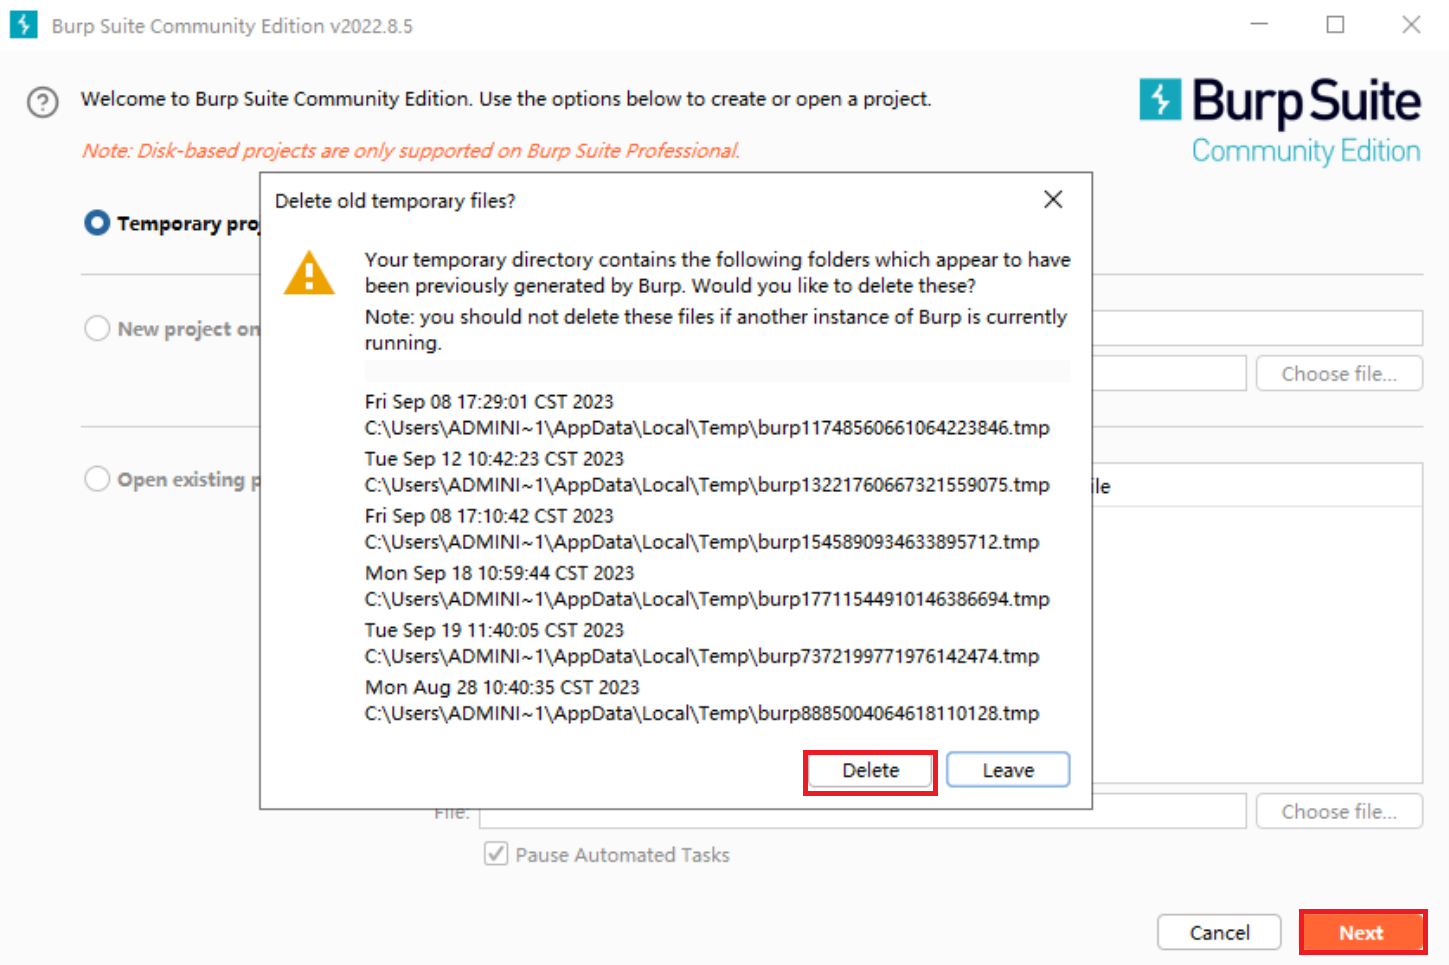 Burp Suite Community Edition v2022.8.5
Welcome to Burp Suite Community Edition. Use the options below to create or open a project.
Note: Disk-based projects are only supported on Burp Suite Professional.
Burp Suite
Community Edition
Delete old temporary files?
Temporary proj
Your temporary directory contains the following folders which appear to have
been previously generated by Burp. Would you like to delete these?
Note: you should not delete these files if another instance of Burp is currently
running.
New project on
Choose file...
Fri Sep 08 17:29:01 CST 2023
C:\Users\ADMINI~1\AppData\Local\Temp\burp11748560661064223846.tmp
Tue Sep 12 10:42:23 CST 2023
C:\Users\ADMINI~1\AppData\Local\Temp\burp13221760667321559075.tmp
Open existing p
ile
Fri Sep 08 17:10:42 CST 2023
C:\Users\ADMINI~1\AppData\Local\Temp\burp1545890934633895712.tmp
Mon Sep 18 10:59:44 CST 2023
C:\Users\ADMINI~1\AppData\Local\Temp\burp17711544910146386694.tmp
Tue Sep 19 11:40:05 CST 2023
C:\Users\ADMINI~1\AppData\Local\Temp\burp7372199771976142474.tmp
Mon Aug 28 10:40:35 CST 2023
C:\Users\ADMINI~1\AppData\Local\Temp\burp8885004064618110128.tmp
Delete
Leave
File:
Choose file...
Pause Automated Tasks
Cancel
Next